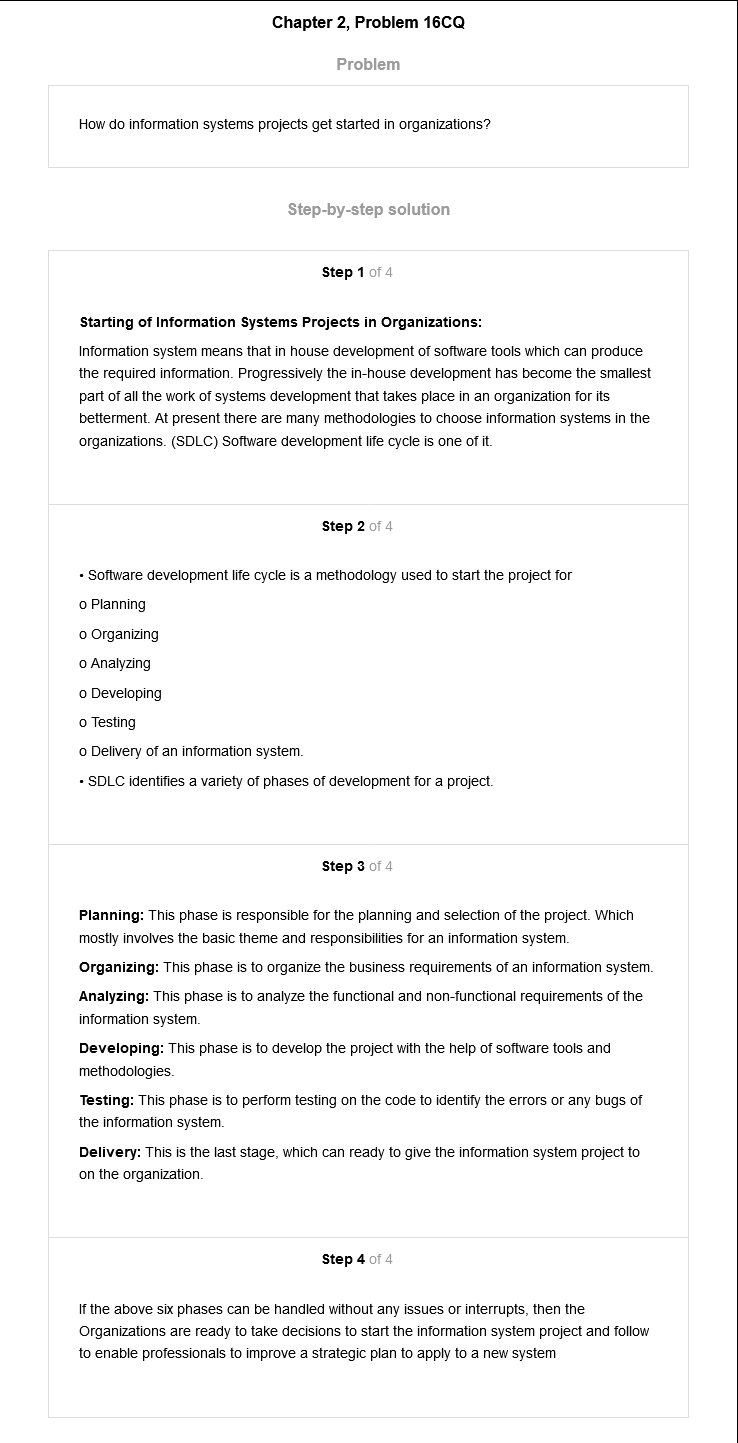 Chapter 2, Problem 16CQ
Problem
How do information systems projects get started in organizations?
Step-by-step solution
Step 1 of 4
Starting of Information Systems Projects in Organizations:
Information system means that in house development of software tools which can produce
the required information. Progressively the in-house development has become the smallest
part of all the work of systems development that takes place in an organization for its
betterment. At present there are many methodologies to choose information systems in the
organizations. (SDLC) Software development life cycle is one of it.
Step 2 of 4
• Software development life cycle is a methodology used to start the project for
o Planning
o Organizing
o Analyzing
o Developing
o Testing
o Delivery of an information system.
• SDLC identifies a variety of phases of development for a project.
Step 3 of 4
Planning: This phase is responsible for the planning and selection of the project. Which
mostly involves the basic theme and responsibilities for an information system.
Organizing: This phase is to organize the business requirements of an information system.
Analyzing: This phase is to analyze the functional and non-functional requirements of the
information system.
Developing: This phase is to develop the project with the help of software tools and
methodologies.
Testing: This phase is to perform testing on the code to identify the errors or any bugs of
the information system.
Delivery: This is the last stage, which can ready to give the information system project to
on the organization.
Step 4 of 4
If the above six phases can be handled without any issues or interrupts, then the
Organizations are ready to take decisions to start the information system project and follow
to enable professionals to improve a strategic plan to apply to a new system